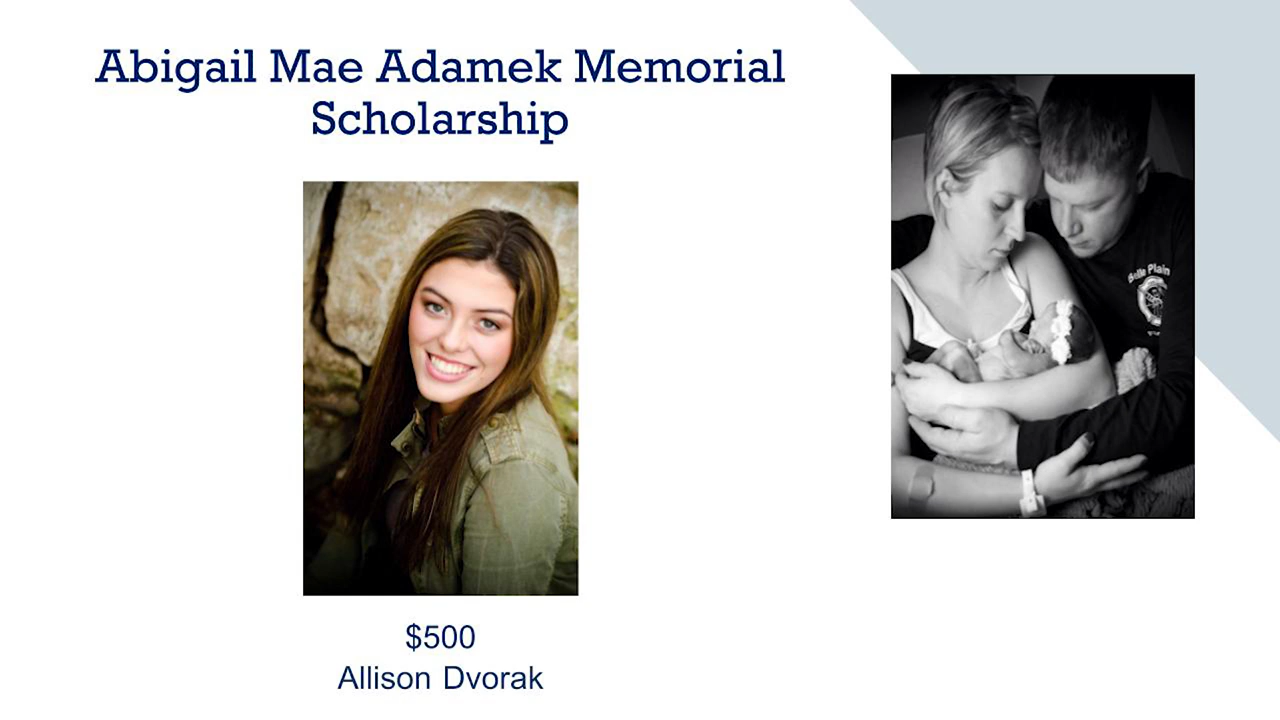 Abigail Mae Adamek Memorial
Scholarship
Belle Plain
$500
Allison Dvorak